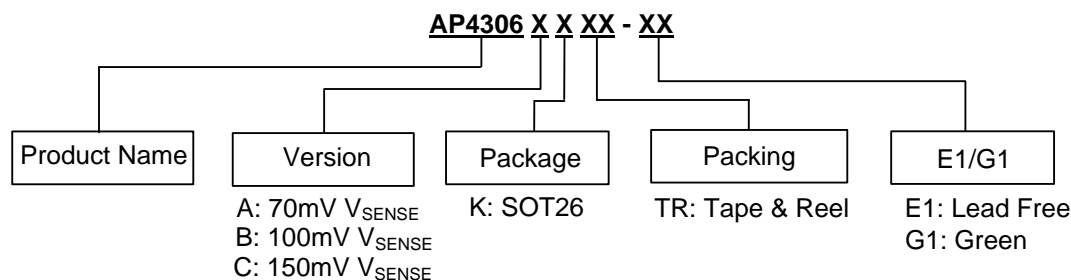 AP4306 X X XX - XX
Product Name
Version
Package
Packing
E1/G1
A: 70mV VSENSE
B: 100mV VSENSE
C: 150mV VSENSE
K: SOT26
TR: Tape & Reel
E1: Lead Free
G1: Green